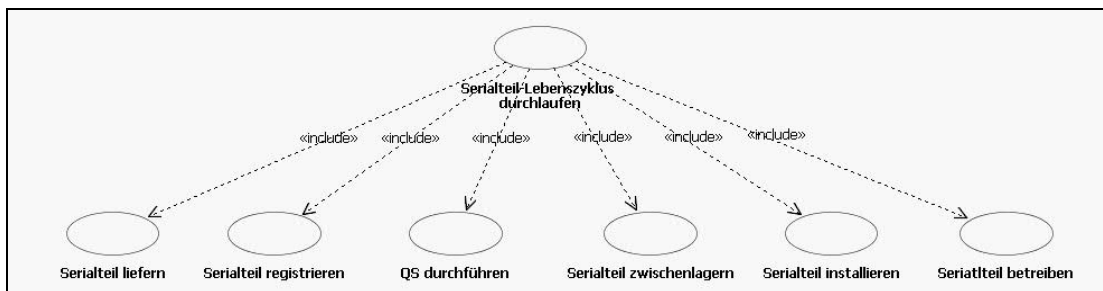 Serialteil-Lebenszyklus
durchlaufen
«include» «include» «include» «include» «include» «include»
Serialteil liefern Serialteil registrieren QS durchführen Serialteil zwischenlagern Serialteil installieren Seriatlteil betreiben